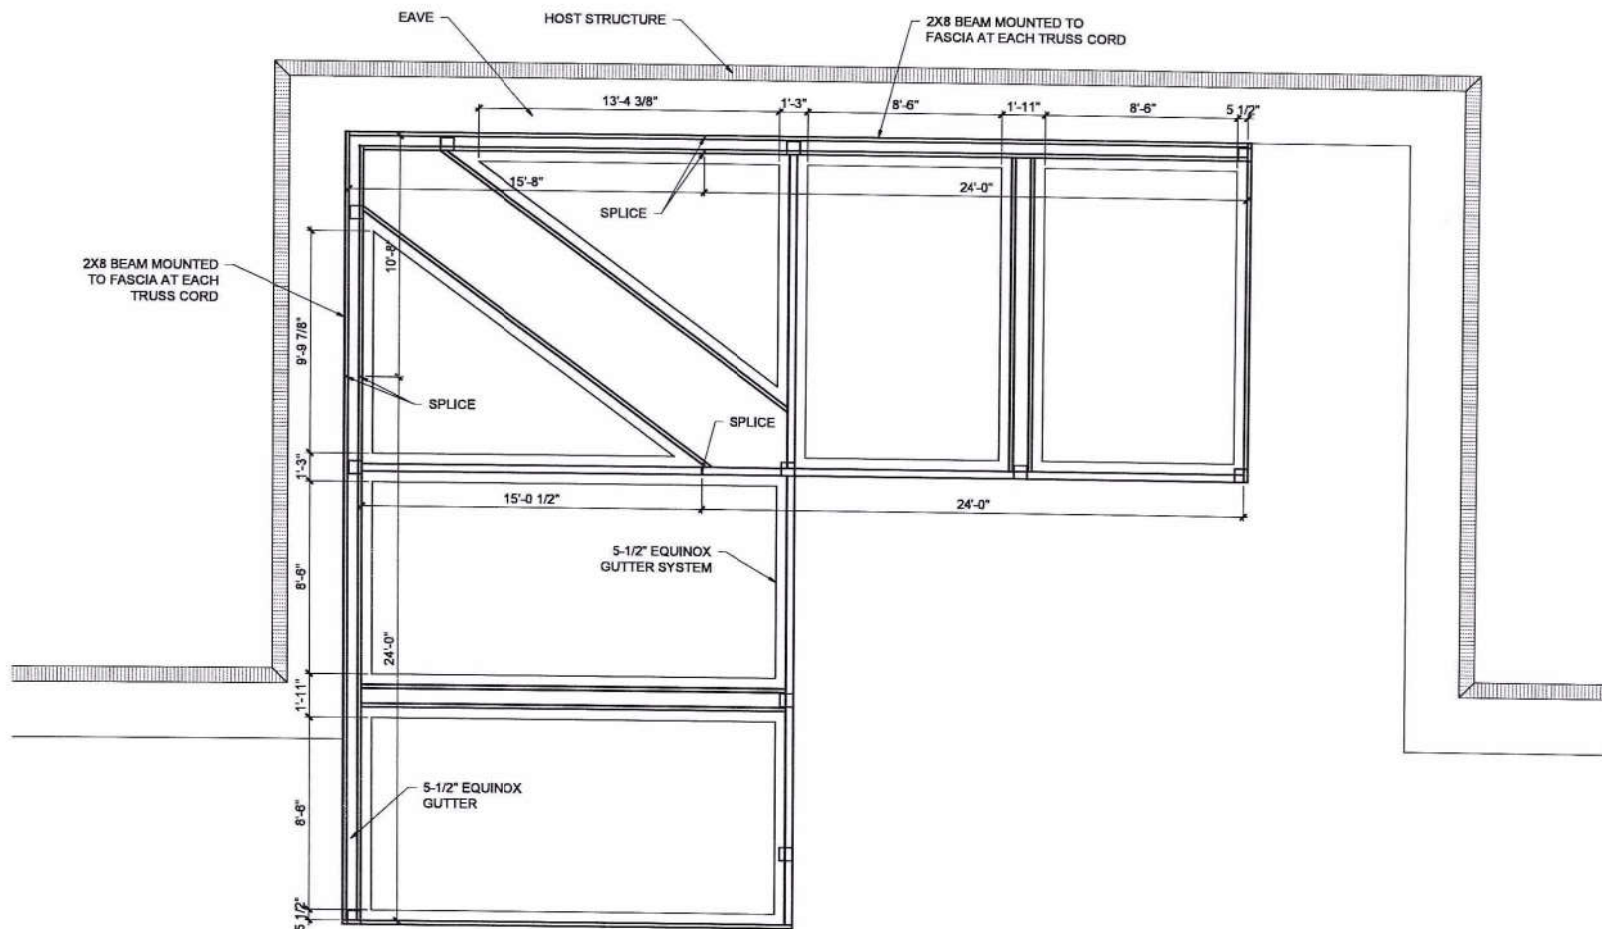 EAVE
HOST STRUCTURE
2X8 BEAM MOUNTED TO
FASCIA AT EACH TRUSS CORD
13'-4 3/8"
1'-3"
8'-6"
1'-11"
8'-6"
5 1/2"
15'-8"
24'-0"
SPLICE
10'-8"
2X8 BEAM MOUNTED
TO FASCIA AT EACH
TRUSS CORD
9'-9 7/8"
SPLICE
SPLICE
1'-3"
15'-0 1/2"
24'-0"
5-1/2" EQUINOX
GUTTER SYSTEM
8'-6"
24'-0"
1'-11"
5-1/2" EQUINOX
GUTTER
8'-6"
5 1/2"